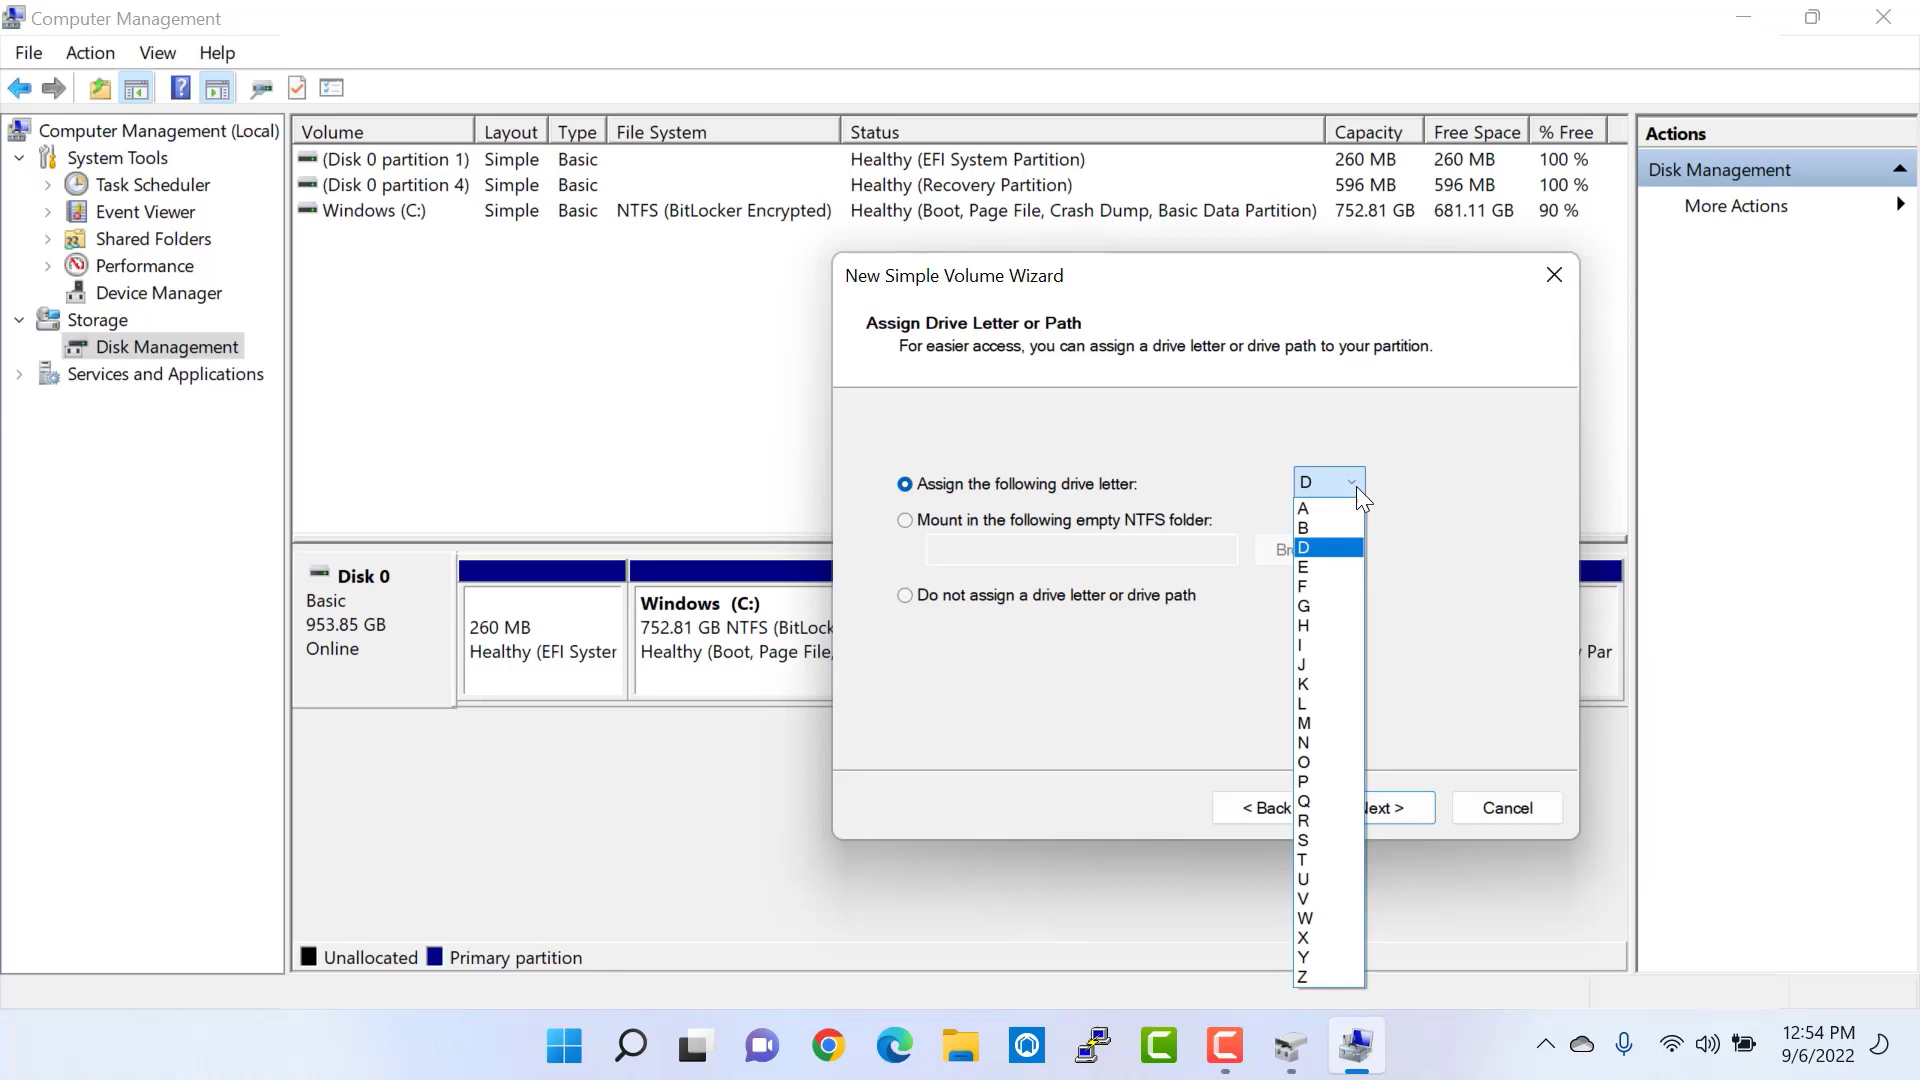 Computer Management
File Action View Help
Computer Management (Local)
System Tools
Task Scheduler
Event Viewer
Shared Folders
Performance
Device Manager
Storage
Disk Management
Services and Applications
Volume Layout Type File System Status Capacity Free Space % Free
(Disk 0 partition 1) Simple Basic Healthy (EFI System Partition) 260 MB 260 MB 100 %
(Disk 0 partition 4) Simple Basic Healthy (Recovery Partition) 596 MB 596 MB 100 %
Windows (C:) Simple Basic NTFS (BitLocker Encrypted) Healthy (Boot, Page File, Crash Dump, Basic Data Partition) 752.81 GB 681.11 GB 90 %
Actions
Disk Management
More Actions
New Simple Volume Wizard
Assign Drive Letter or Path
For easier access, you can assign a drive letter or drive path to your partition.
Assign the following drive letter: D
Mount in the following empty NTFS folder:
Do not assign a drive letter or drive path
A
B
D
E
F
G
H
I
J
K
L
M
N
O
P
Q
R
S
T
U
V
W
X
Y
Z
< Back ext > Cancel
Disk 0
Basic
953.85 GB
Online
260 MB
Healthy (EFI Syster
Windows (C:)
752.81 GB NTFS (BitLock
Healthy (Boot, Page File,
Par
Unallocated Primary partition
12:54 PM
9/6/2022